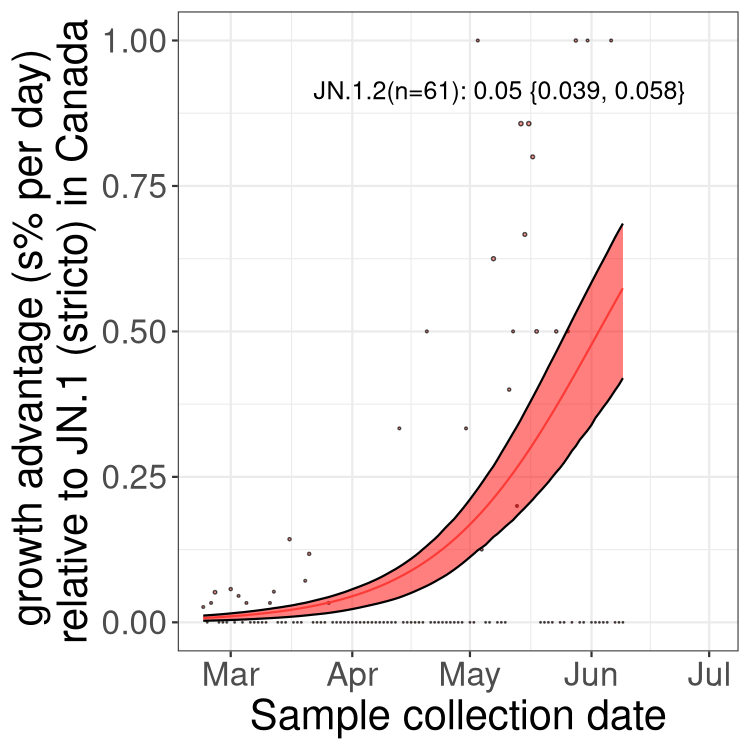 growth advantage (s% per day)
relative to JN.1 (stricto) in Canada
1.00
0.75
0.50
0.25
0.00
JN.1.2(n=61): 0.05 {0.039, 0.058}
Mar Apr May Jun Jul
Sample collection date